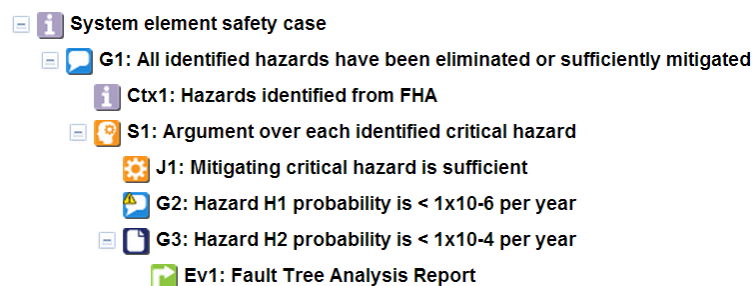 System element safety case
G1: All identified hazards have been eliminated or sufficiently mitigated
Ctx1: Hazards identified from FHA
S1: Argument over each identified critical hazard
J1: Mitigating critical hazard is sufficient
G2: Hazard H1 probability is < 1x10-6 per year
G3: Hazard H2 probability is < 1x10-4 per year
Ev1: Fault Tree Analysis Report